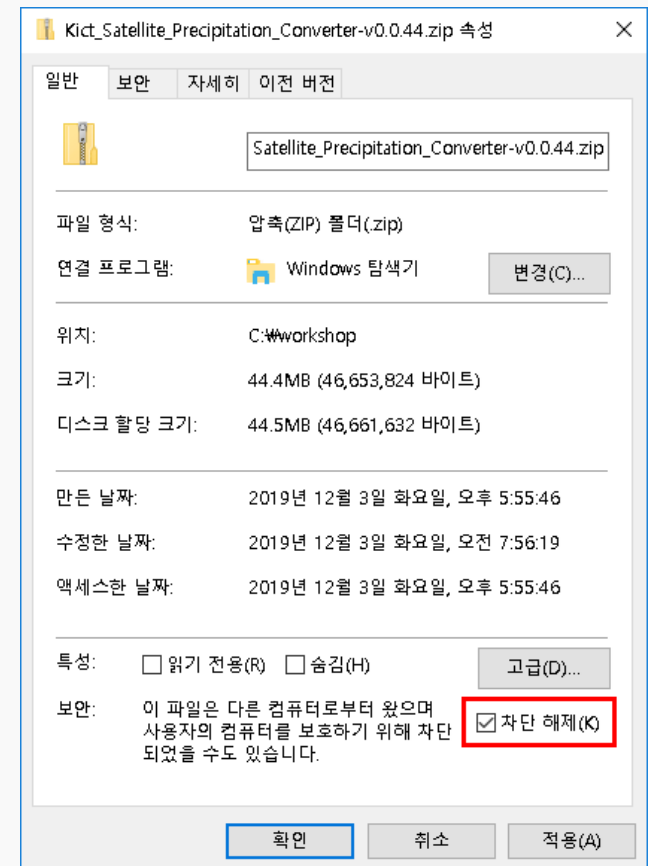 Kict_Satellite_Precipitation_Converter-v0.0.44.zip 속성
일반 보안 자세히 이전 버전
Satellite_Precipitation_Converter-v0.0.44.zip
파일 형식: 압축(ZIP) 폴더(.zip)
연결 프로그램: Windows 탐색기 변경(C)...
위치: C:₩workshop
크기: 44.4MB (46,653,824 바이트)
디스크 할당 크기: 44.5MB (46,661,632 바이트)
만든 날짜: 2019년 12월 3일 화요일, 오후 5:55:46
수정한 날짜: 2019년 12월 3일 화요일, 오전 7:56:19
액세스한 날짜: 2019년 12월 3일 화요일, 오후 5:55:46
특성: 읽기 전용(R) 숨김(H) 고급(D)...
보안: 이 파일은 다른 컴퓨터로부터 왔으며
사용자의 컴퓨터를 보호하기 위해 차단
되었을 수도 있습니다.
차단 해제(K)
확인 취소 적용(A)